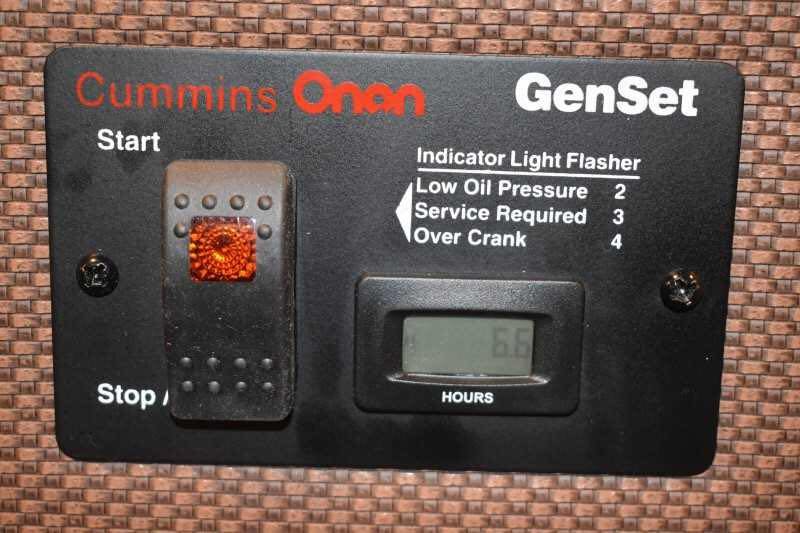 Cummins Onan GenSet
Start
Indicator Light Flasher
Low Oil Pressure 2
Service Required 3
Over Crank 4
6.6
Stop /
HOURS